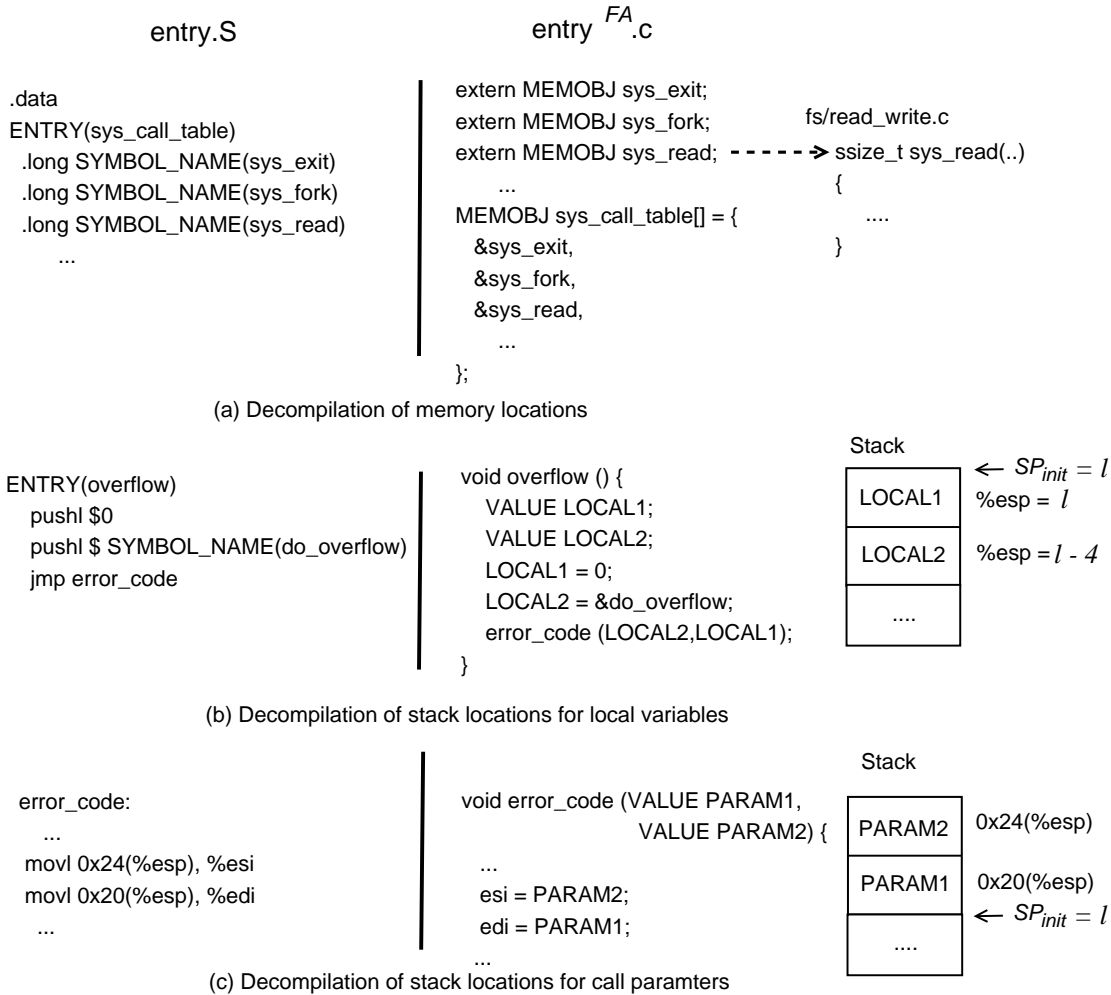 entry.S
entry FA.c
.data
ENTRY(sys_call_table)
.long SYMBOL_NAME(sys_exit)
.long SYMBOL_NAME(sys_fork)
.long SYMBOL_NAME(sys_read)
...
extern MEMOBJ sys_exit;
extern MEMOBJ sys_fork;
extern MEMOBJ sys_read;
...
MEMOBJ sys_call_table[] = {
&sys_exit,
&sys_fork,
&sys_read,
...
};
fs/read_write.c
ssize_t sys_read(..)
{
....
}
(a) Decompilation of memory locations
ENTRY(overflow)
pushl $0
pushl $ SYMBOL_NAME(do_overflow)
jmp error_code
void overflow () {
VALUE LOCAL1;
VALUE LOCAL2;
LOCAL1 = 0;
LOCAL2 = &do_overflow;
error_code (LOCAL2,LOCAL1);
}
Stack
LOCAL1
LOCAL2
....
SPinit = l
%esp = l
%esp = l - 4
(b) Decompilation of stack locations for local variables
error_code:
...
movl 0x24(%esp), %esi
movl 0x20(%esp), %edi
...
void error_code (VALUE PARAM1,
VALUE PARAM2) {
...
esi = PARAM2;
edi = PARAM1;
...
Stack
PARAM2
PARAM1
....
0x24(%esp)
0x20(%esp)
SPinit = l
(c) Decompilation of stack locations for call paramters